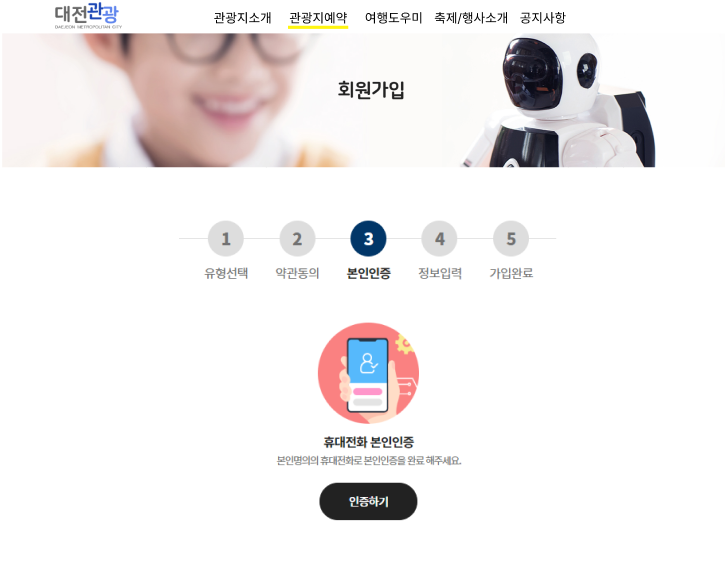 대전관광
DAEJEON METROPOLITAN CITY
관광지소개 관광지예약 여행도우미 축제/행사소개 공지사항
회원가입
1 2 3 4 5
유형선택 약관동의 본인인증 정보입력 가입완료
휴대전화 본인인증
본인명의의 휴대전화로 본인인증을 완료 해주세요.
인증하기